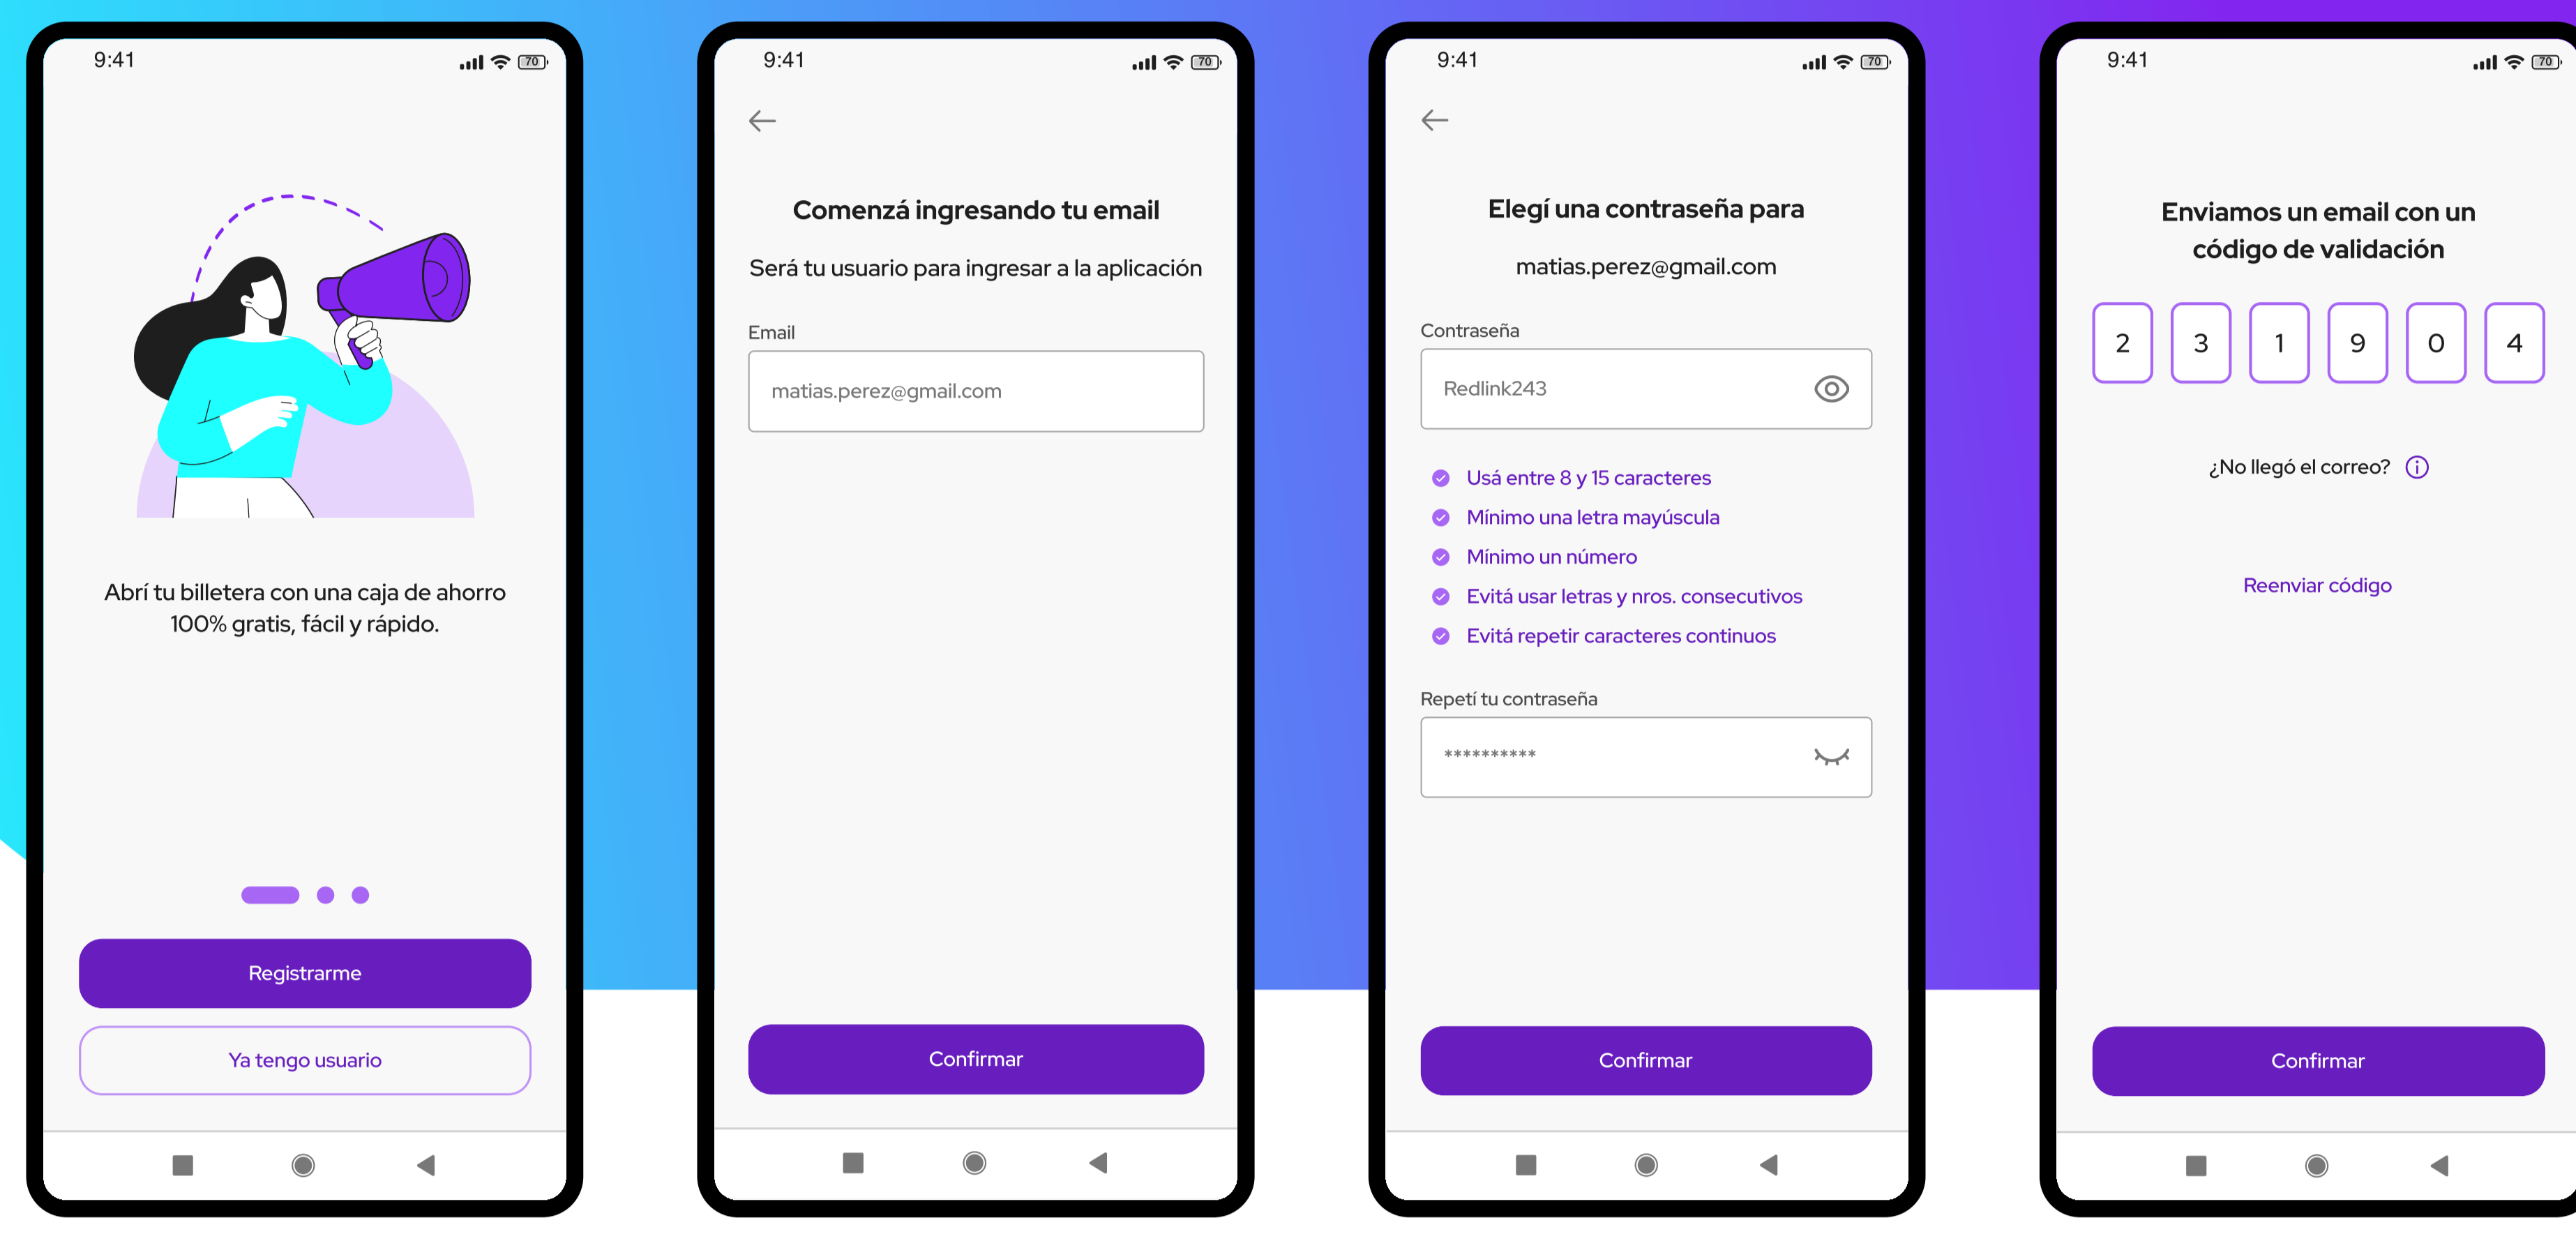 9:41
70
Abrí tu billetera con una caja de ahorro
100% gratis, fácil y rápido.
Registrarme
Ya tengo usuario
9:41
70
Comenzá ingresando tu email
Será tu usuario para ingresar a la aplicación
Email
matias.perez@gmail.com
Confirmar
9:41
70
Elegí una contraseña para
matias.perez@gmail.com
Contraseña
Redlink243
Usá entre 8 y 15 caracteres
Mínimo una letra mayúscula
Mínimo un número
Evitá usar letras y nros. consecutivos
Evitá repetir caracteres continuos
Repetí tu contraseña
**********
Confirmar
9:41
70
Enviamos un email con un
código de validación
2 3 1 9 0 4
¿No llegó el correo?
Reenviar código
Confirmar